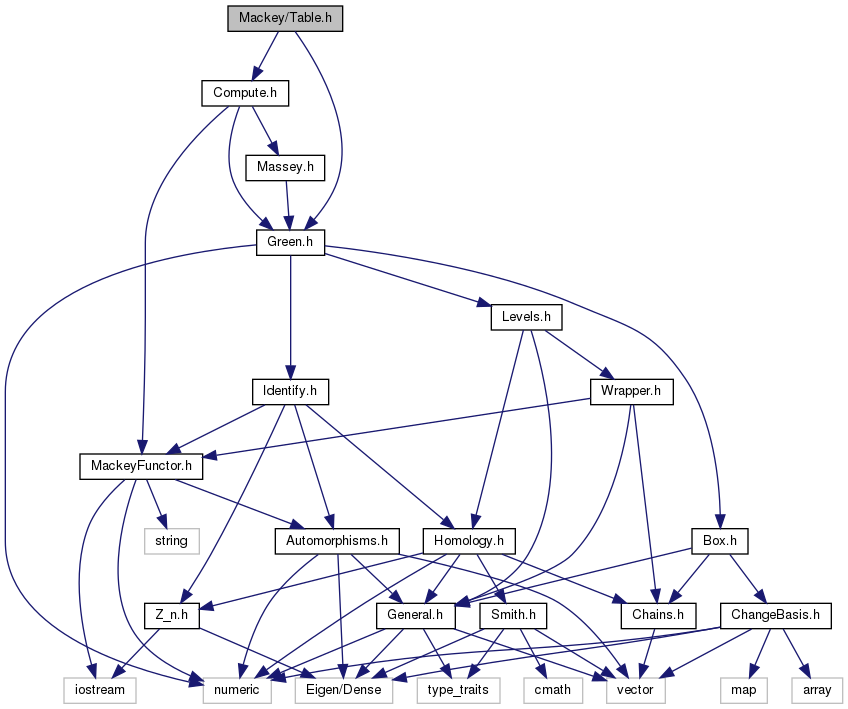 Mackey/Table.h
Compute.h
Massey.h
Green.h
Levels.h
Identify.h
Wrapper.h
MackeyFunctor.h
string
Automorphisms.h
Homology.h
Box.h
Z_n.h
General.h
Smith.h
Chains.h
ChangeBasis.h
iostream
numeric
Eigen/Dense
type_traits
cmath
vector
map
array